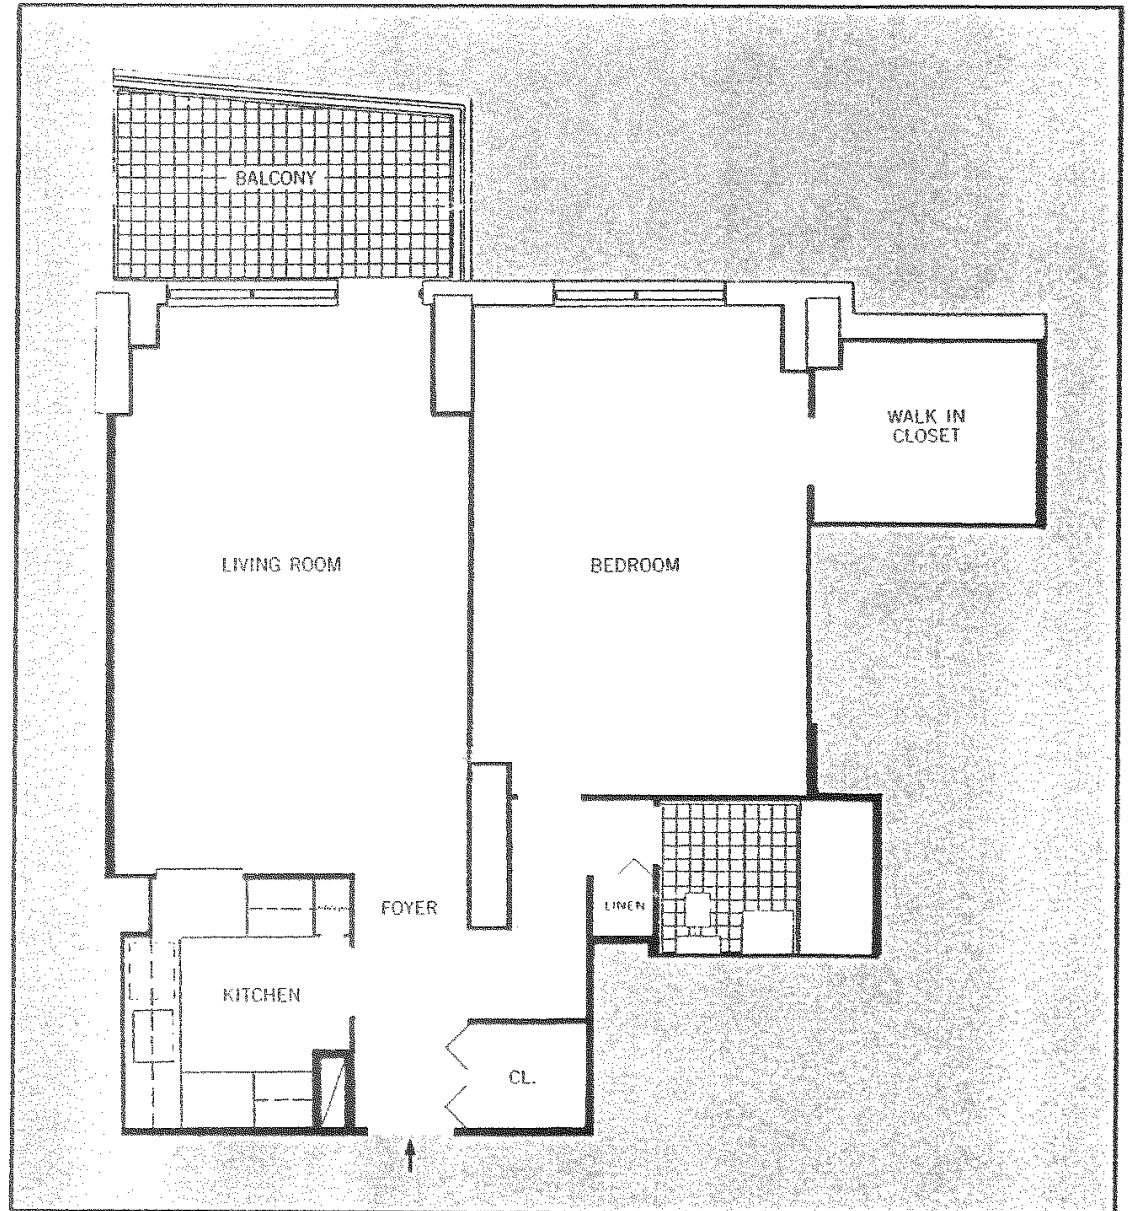 BALCONY
WALK IN
CLOSET
LIVING ROOM
BEDROOM
FOYER
LINEN
KITCHEN
CL.